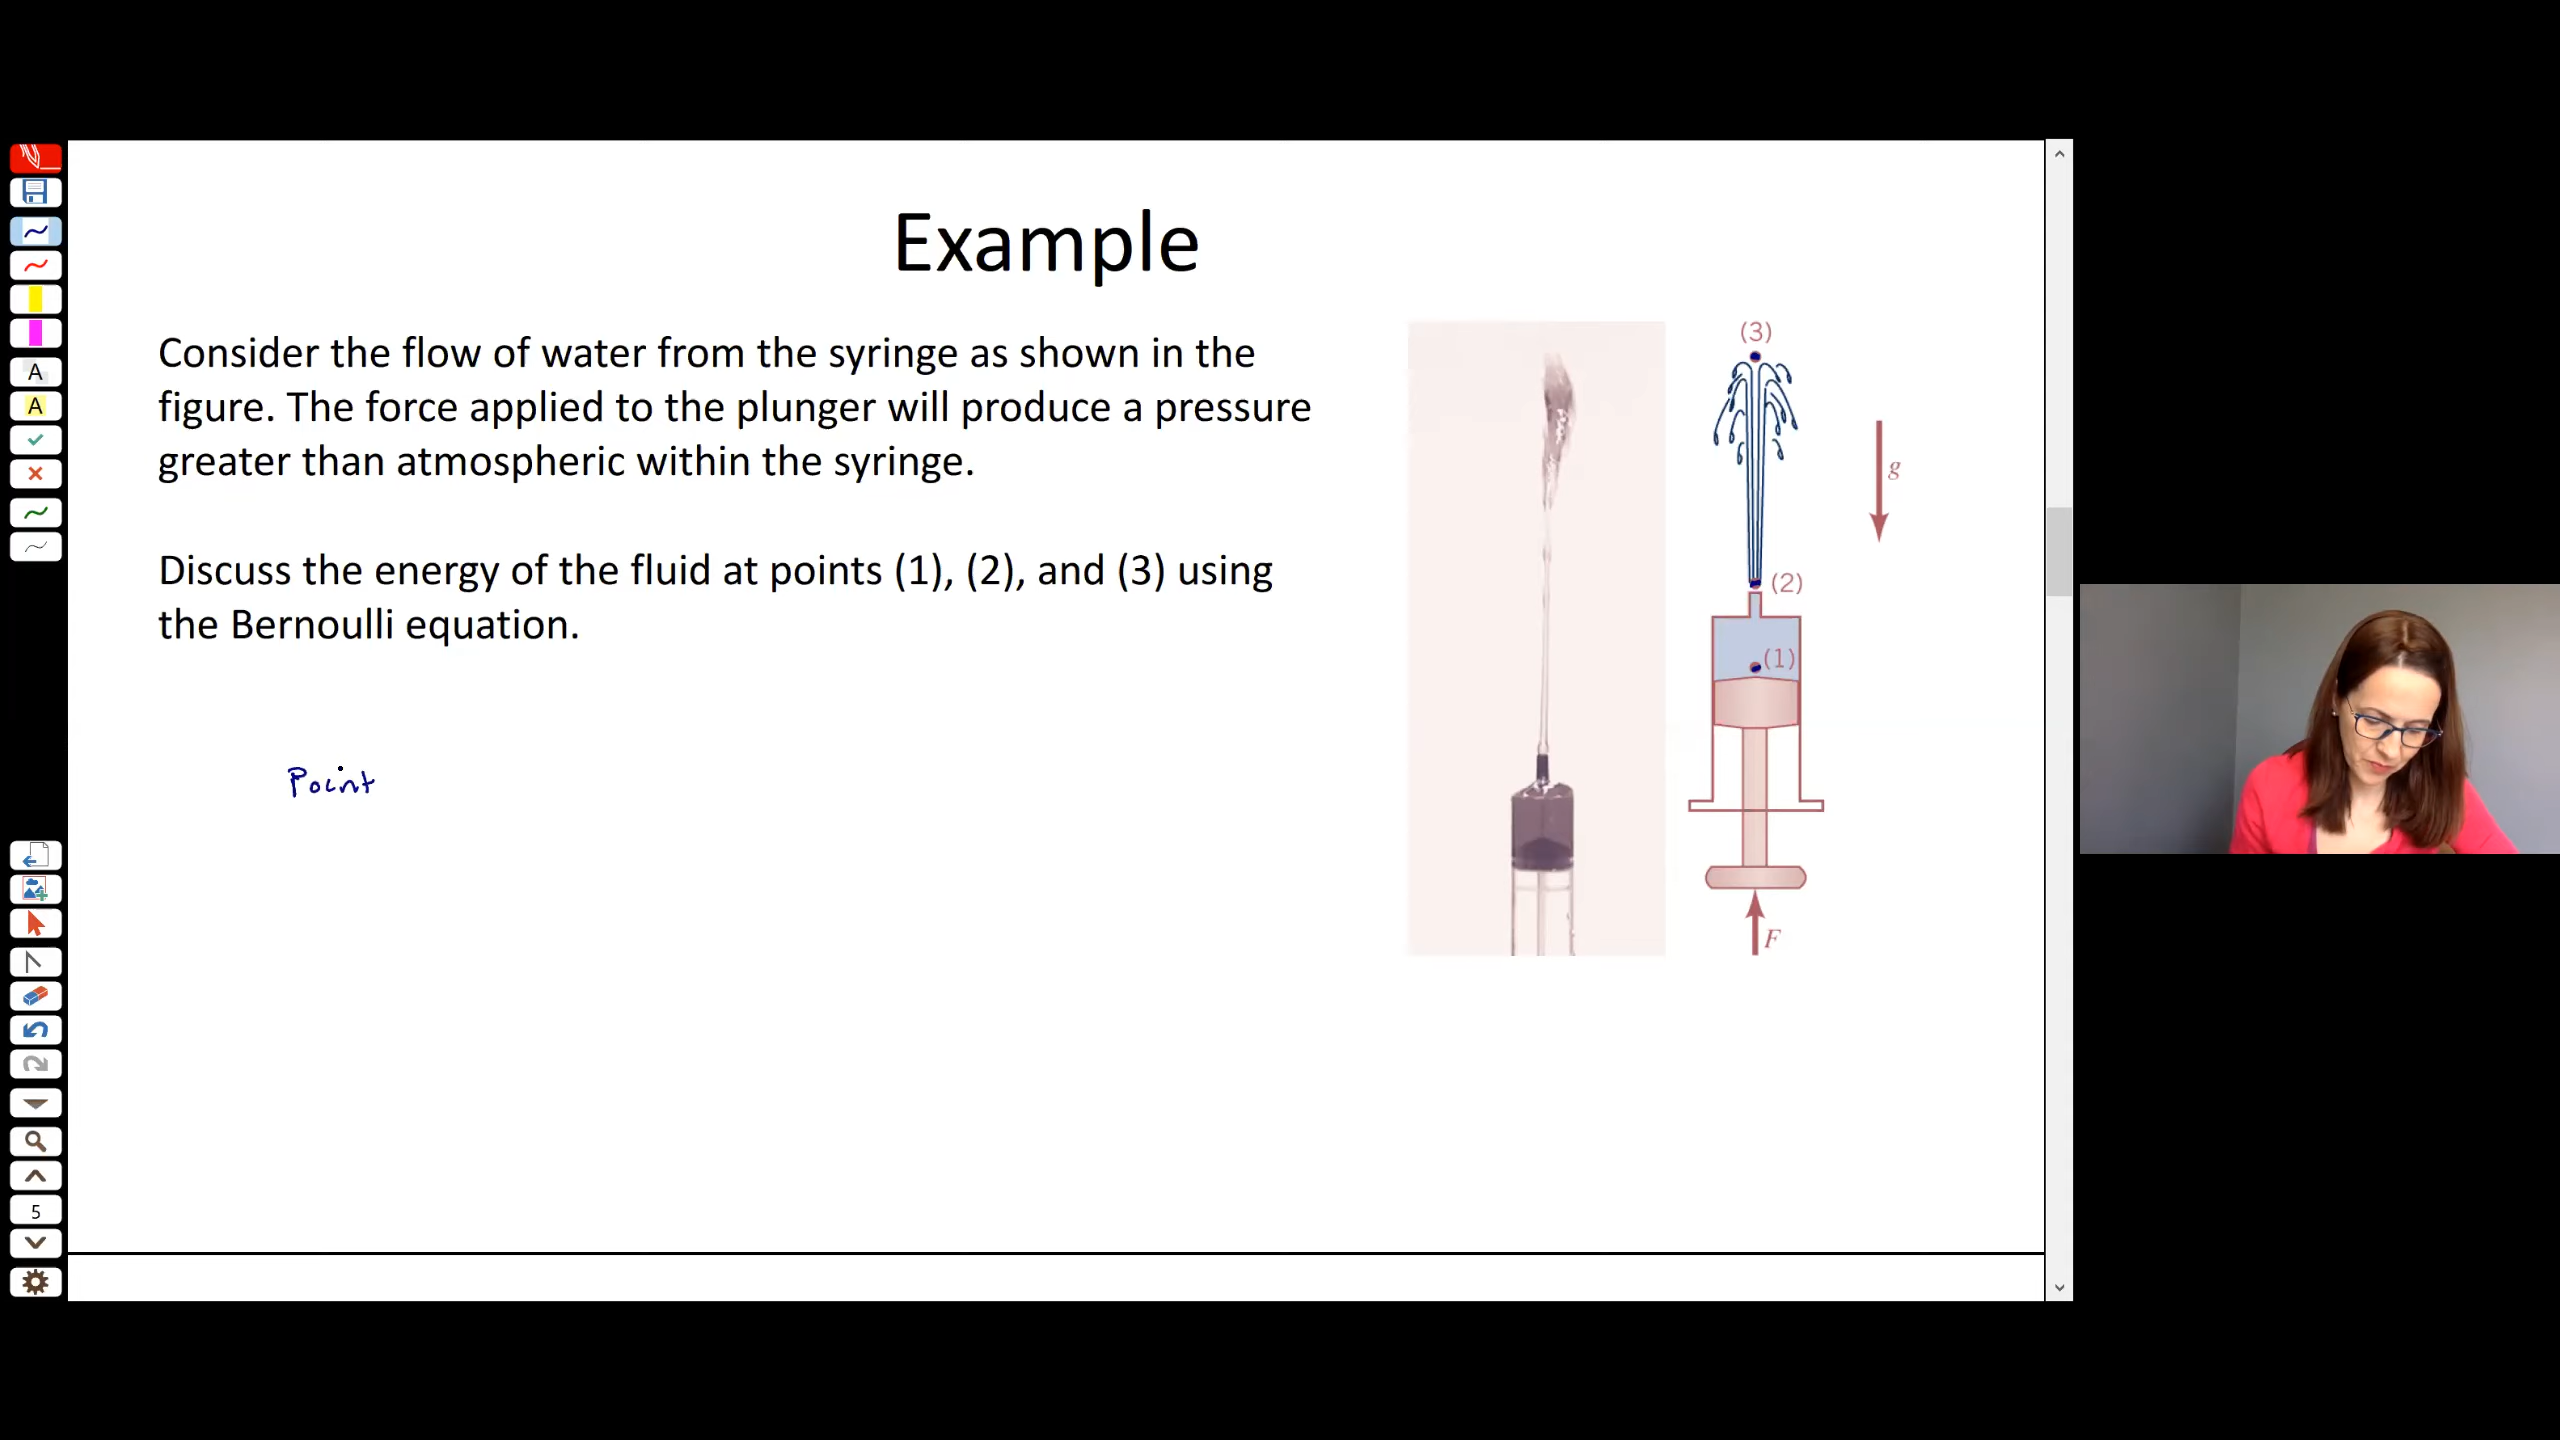 Example
Consider the flow of water from the syringe as shown in the
figure. The force applied to the plunger will produce a pressure
greater than atmospheric within the syringe.
Discuss the energy of the fluid at points (1), (2), and (3) using
the Bernoulli equation.
Point
(3)
g
(2)
(1)
F
A
A
5